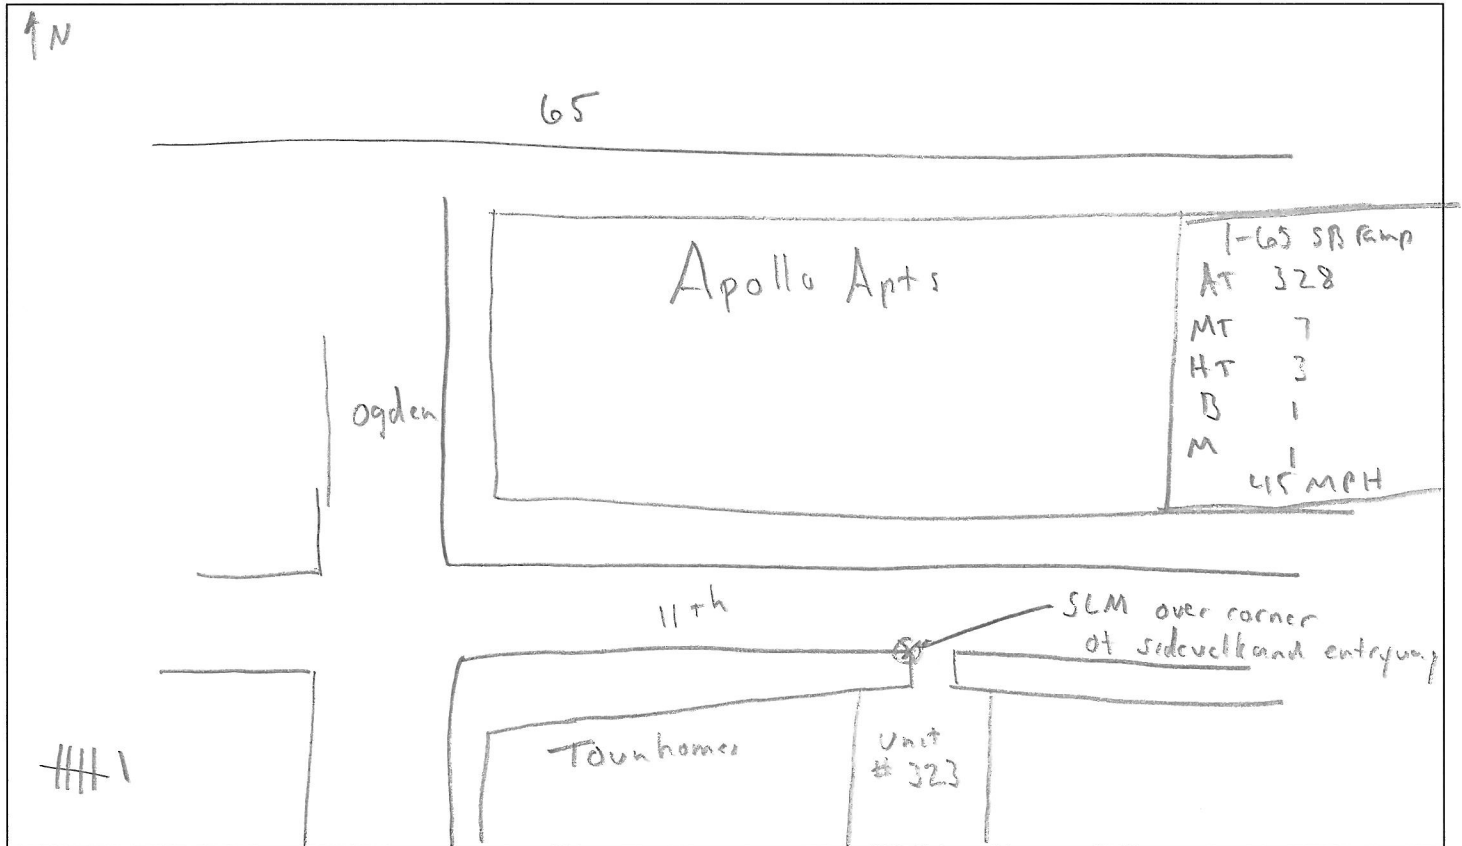 N
65
I-65 SB Ramp
Apollo Apts
AT 328
MT 7
HT 3
B 1
M 1
45 MPH
Ogden
11th
SLM over corner
of sidewalk and entryway
Townhomes
Unit
# 323